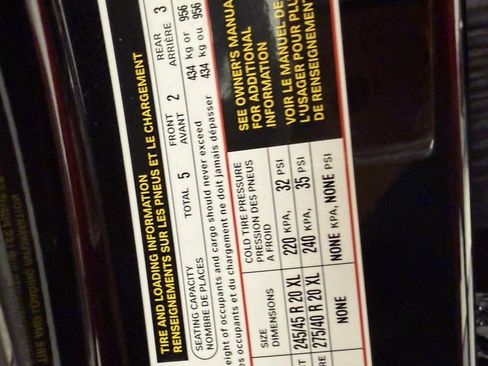 TIRE AND LOADING INFORMATION
RENSEIGNEMENTS SUR LES PNEUS ET LE CHARGEMENT
SEATING CAPACITY
NOMBRE DE PLACES
TOTAL 5
FRONT
AVANT 2
REAR
ARRIÈRE 3
eight of occupants and cargo should never exceed 434 kg or 956
es occupants et du chargement ne doit jamais dépasser 434 kg ou 956
SIZE
DIMENSIONS
COLD TIRE PRESSURE
PRESSION DES PNEUS
A FROID
245/45 R 20 XL 220 KPA, 32 PSI
275/40 R 20 XL 240 KPA, 35 PSI
NONE NONE KPA, NONE PSI
SEE OWNER'S MANUA
FOR ADDITIONAL
INFORMATION
VOIR LE MANUEL DE
L'USAGER POUR PLU
DE RENSEIGNEMENT